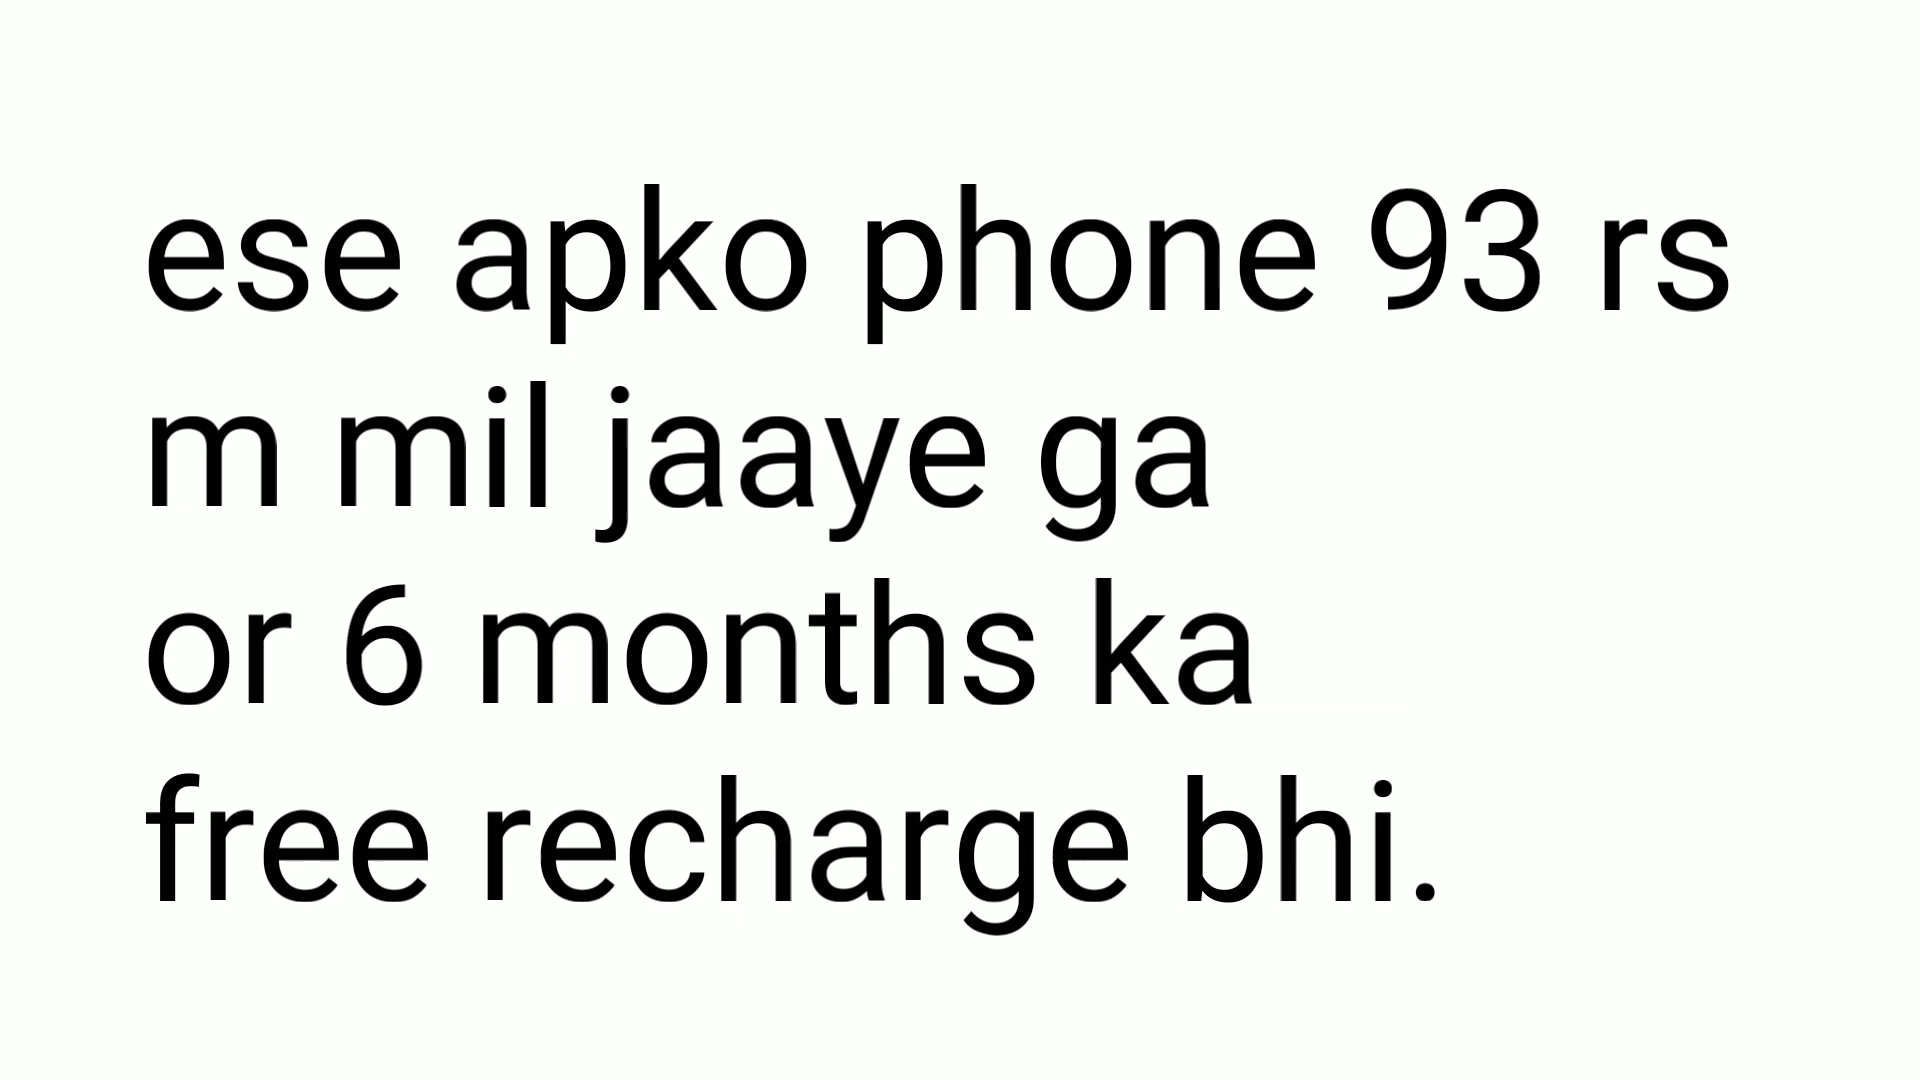 ese apko phone 93 rs
m mil jaaye ga
or 6 months ka
free recharge bhi.